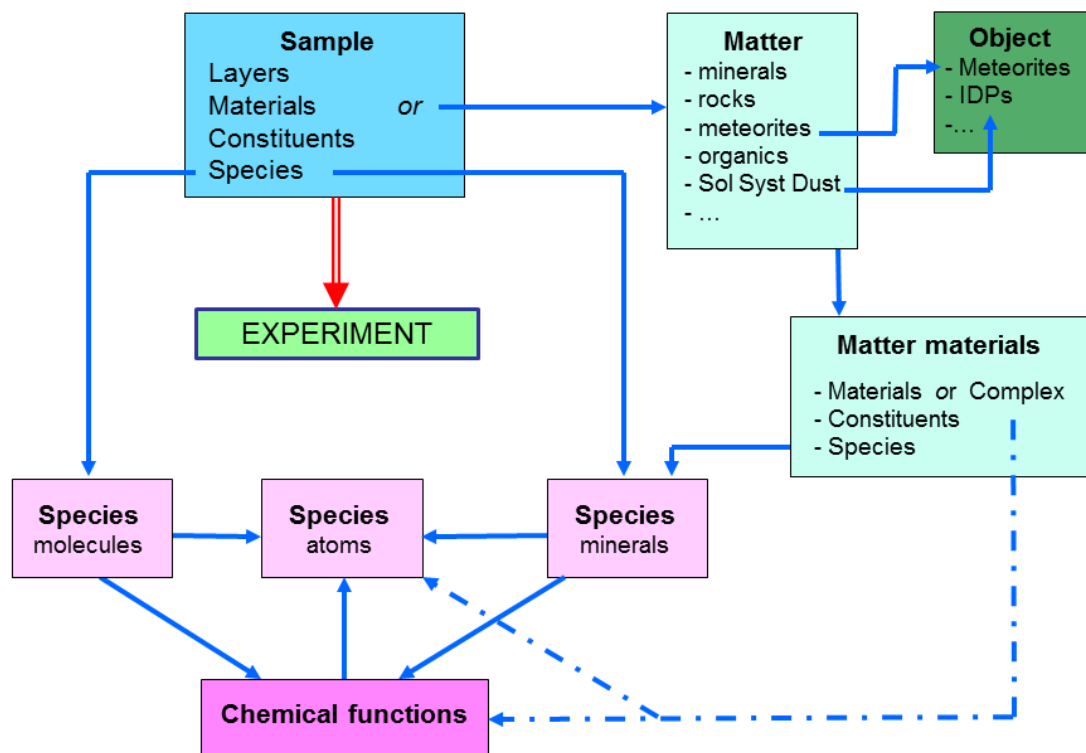 Sample
Layers
Materials or
Constituents
Species
Matter
- minerals
- rocks
- meteorites
- organics
- Sol Syst Dust
- ...
Object
- Meteorites
- IDPs
-...
EXPERIMENT
Matter materials
- Materials or Complex
- Constituents
- Species
Species
molecules
Species
atoms
Species
minerals
Chemical functions